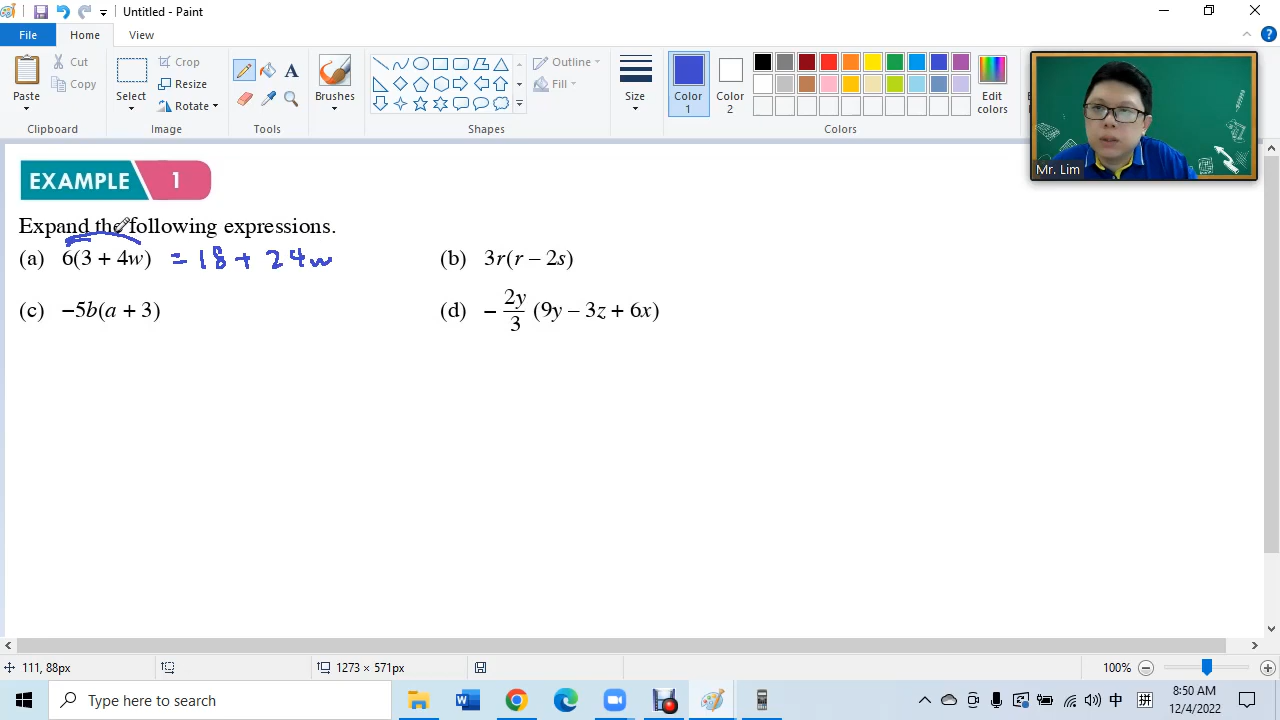 Untitled - Paint
File
Home
View
Paste
Cut
Copy
Clipboard
Select
Crop
Resize
Rotate
Image
A
Tools
Brushes
Shapes
Outline
Fill
Size
Color 1
Color 2
Colors
Edit colors
Mr. Lim
EXAMPLE 1
Expand the following expressions.
(a) 6(3 + 4w) = 18 + 24w
(b) 3r(r − 2s)
(c) −5b(a + 3)
(d) − 2y/3 (9y − 3z + 6x)
111, 88px
1273 × 571px
100%
Type here to search
中
拼
8:50 AM
12/4/2022